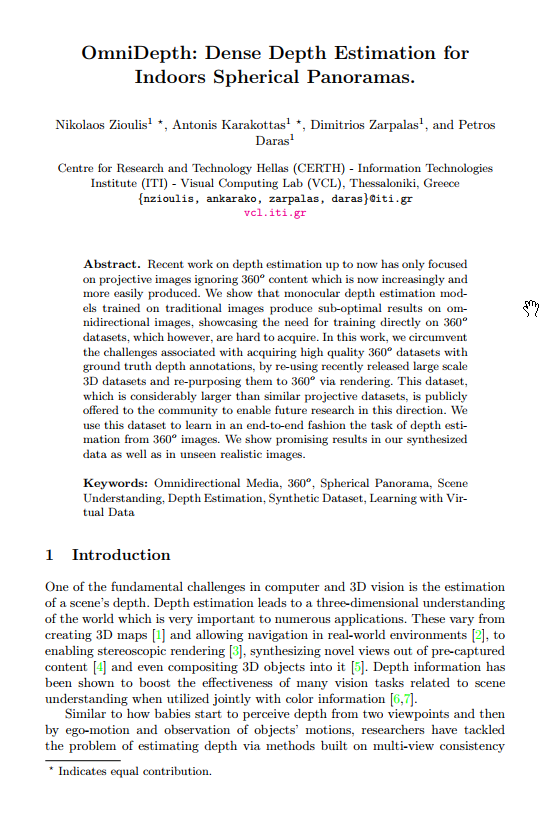 OmniDepth: Dense Depth Estimation for
Indoors Spherical Panoramas.
Nikolaos Zioulis¹ *, Antonis Karakottas¹ *, Dimitrios Zarpalas¹, and Petros
Daras¹
Centre for Research and Technology Hellas (CERTH) - Information Technologies
Institute (ITI) - Visual Computing Lab (VCL), Thessaloniki, Greece
{nzioulis, ankarako, zarpalas, daras}@iti.gr
vcl.iti.gr
Abstract. Recent work on depth estimation up to now has only focused
on projective images ignoring 360° content which is now increasingly and
more easily produced. We show that monocular depth estimation mod-
els trained on traditional images produce sub-optimal results on om-
nidirectional images, showcasing the need for training directly on 360°
datasets, which however, are hard to acquire. In this work, we circumvent
the challenges associated with acquiring high quality 360° datasets with
ground truth depth annotations, by re-using recently released large scale
3D datasets and re-purposing them to 360° via rendering. This dataset,
which is considerably larger than similar projective datasets, is publicly
offered to the community to enable future research in this direction. We
use this dataset to learn in an end-to-end fashion the task of depth esti-
mation from 360° images. We show promising results in our synthesized
data as well as in unseen realistic images.
Keywords: Omnidirectional Media, 360°, Spherical Panorama, Scene
Understanding, Depth Estimation, Synthetic Dataset, Learning with Vir-
tual Data
1 Introduction
One of the fundamental challenges in computer and 3D vision is the estimation
of a scene's depth. Depth estimation leads to a three-dimensional understanding
of the world which is very important to numerous applications. These vary from
creating 3D maps [1] and allowing navigation in real-world environments [2], to
enabling stereoscopic rendering [3], synthesizing novel views out of pre-captured
content [4] and even compositing 3D objects into it [5]. Depth information has
been shown to boost the effectiveness of many vision tasks related to scene
understanding when utilized jointly with color information [6,7].
Similar to how babies start to perceive depth from two viewpoints and then
by ego-motion and observation of objects' motions, researchers have tackled
the problem of estimating depth via methods built on multi-view consistency
* Indicates equal contribution.